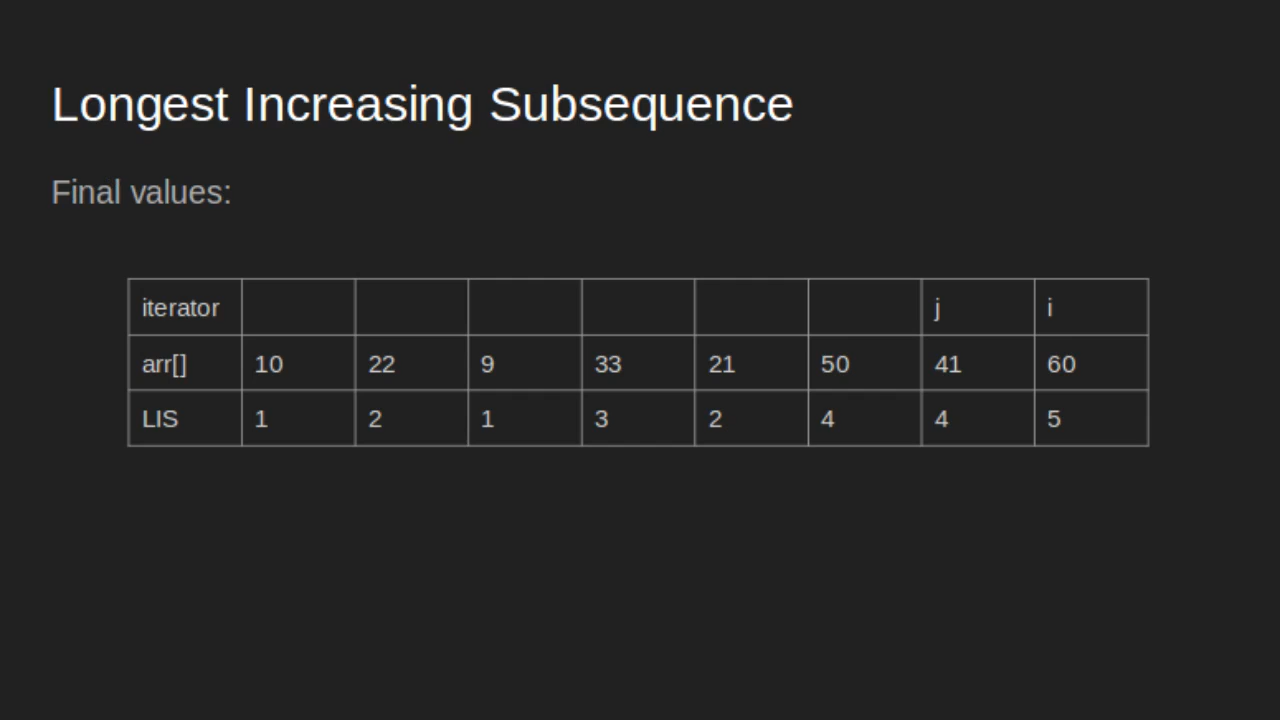 Longest Increasing Subsequence
Final values:
iterator j i
arr[] 10 22 9 33 21 50 41 60
LIS 1 2 1 3 2 4 4 5